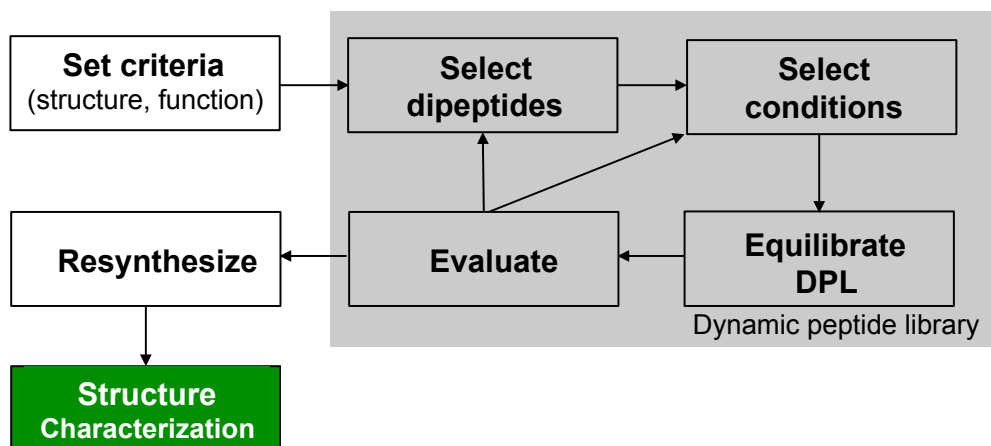 Set criteria
(structure, function)
Select
dipeptides
Select
conditions
Resynthesize
Evaluate
Equilibrate
DPL
Dynamic peptide library
Structure
Characterization